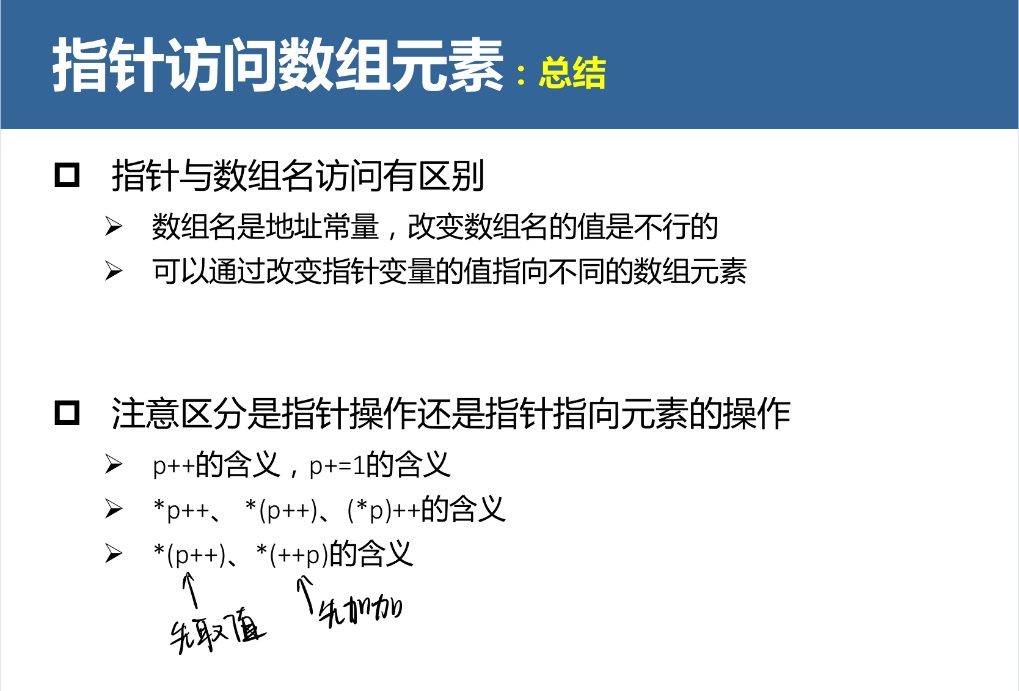 指针访问数组元素：总结
指针与数组名访问有区别
数组名是地址常量，改变数组名的值是不行的
可以通过改变指针变量的值指向不同的数组元素
注意区分是指针操作还是指针指向元素的操作
p++的含义，p+=1的含义
*p++、 *(p++)、(*p)++的含义
*(p++)、*(++p)的含义
先取值 先加加